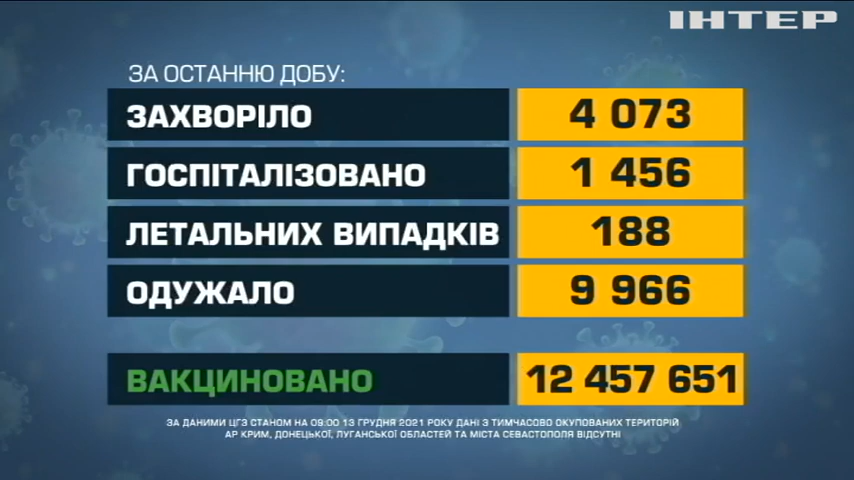 ІНТЕР
ЗА ОСТАННЮ ДОБУ:
ЗАХВОРІЛО 4 073
ГОСПІТАЛІЗОВАНО 1 456
ЛЕТАЛЬНИХ ВИПАДКІВ 188
ОДУЖАЛО 9 966
ВАКЦИНОВАНО 12 457 651
ЗА ДАНИМИ ЦГЗ СТАНОМ НА 09:00 13 ГРУДНЯ 2021 РОКУ ДАНІ З ТИМЧАСОВО ОКУПОВАНИХ ТЕРИТОРІЙ
АР КРИМ, ДОНЕЦЬКОЇ, ЛУГАНСЬКОЇ ОБЛАСТЕЙ ТА МІСТА СЕВАСТОПОЛЯ ВІДСУТНІ